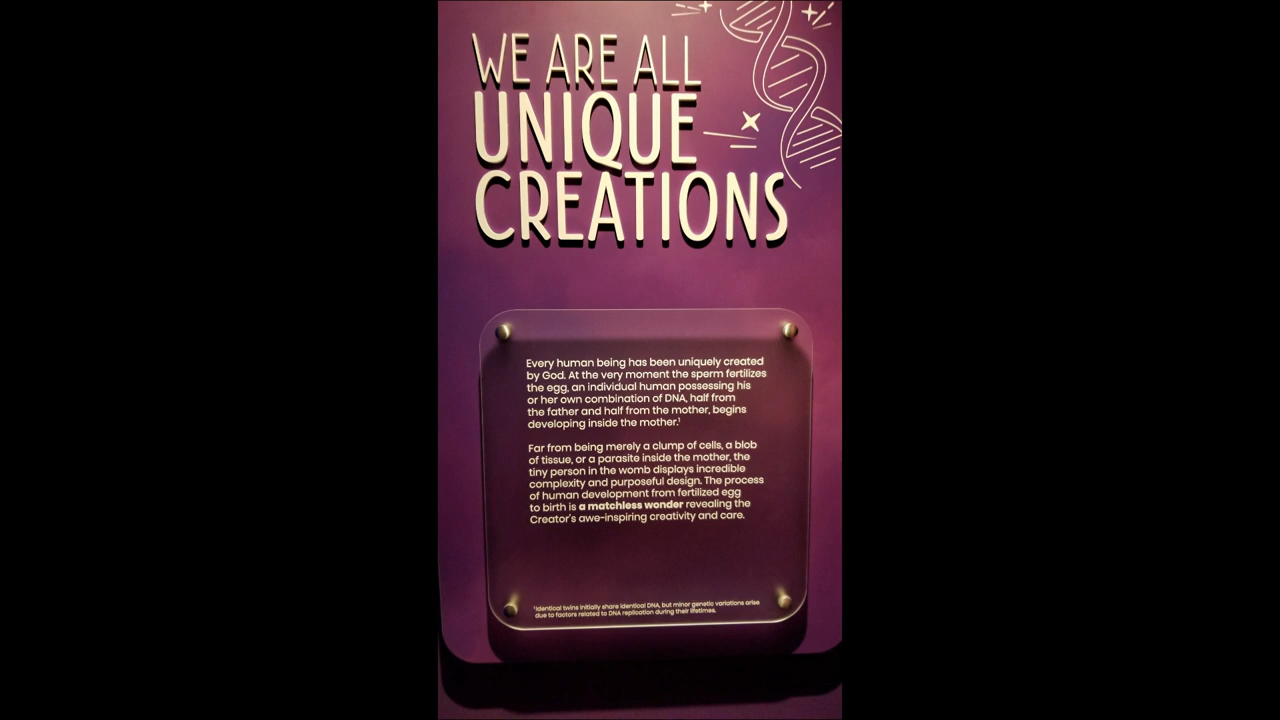 WE ARE ALL
UNIQUE
CREATIONS
Every human being has been uniquely created
by God. At the very moment the sperm fertilizes
the egg, an individual human possessing his
or her own combination of DNA, half from
the father and half from the mother, begins
developing inside the mother.¹
Far from being merely a clump of cells, a blob
of tissue, or a parasite inside the mother, the
tiny person in the womb displays incredible
complexity and purposeful design. The process
of human development from fertilized egg
to birth is a matchless wonder revealing the
Creator's awe-inspiring creativity and care.
¹Identical twins initially share identical DNA, but minor genetic variations arise
due to factors related to DNA replication during their lifetimes.